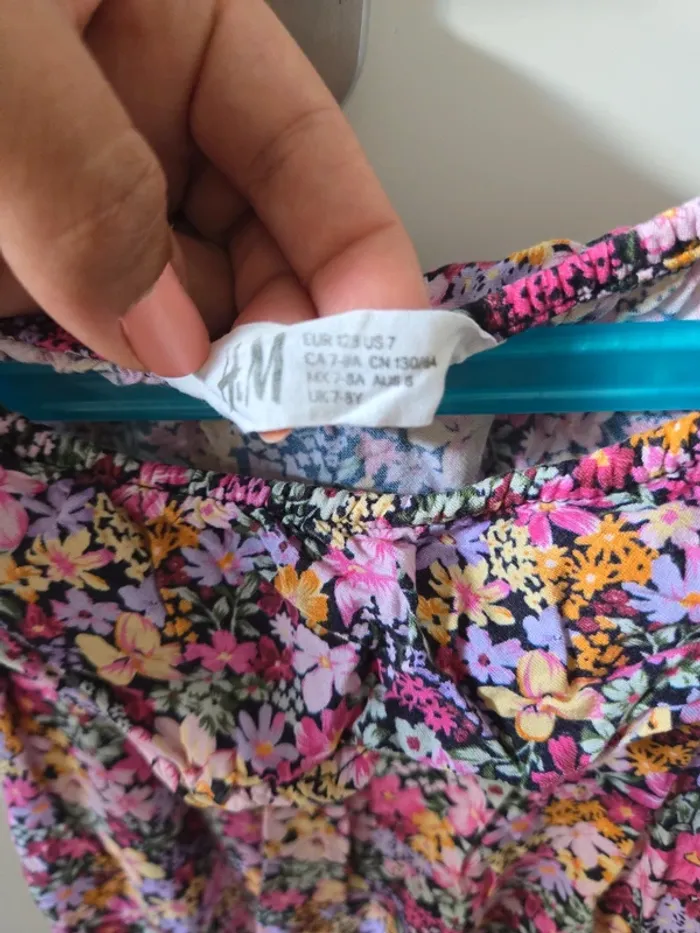 H&M
EUR 128 US 7
CA 7-8A CN 130/64
MX 7-8A AUS 8
UK 7-8Y